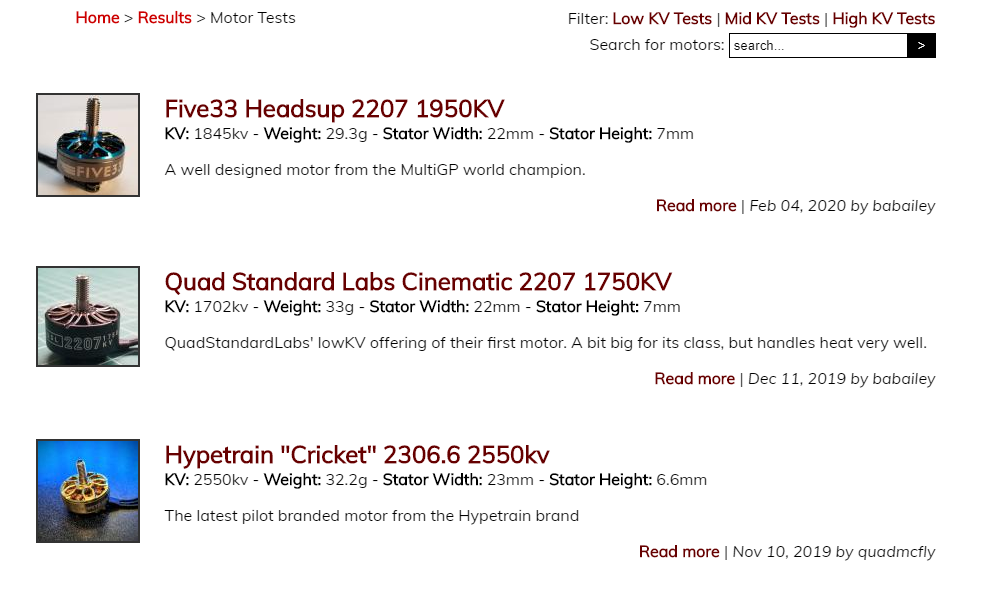 Home > Results > Motor Tests
Filter: Low KV Tests | Mid KV Tests | High KV Tests
Search for motors: search... >
Five33 Headsup 2207 1950KV
KV: 1845kv - Weight: 29.3g - Stator Width: 22mm - Stator Height: 7mm
FIVE33
A well designed motor from the MultiGP world champion.
Read more | Feb 04, 2020 by babailey
Quad Standard Labs Cinematic 2207 1750KV
KV: 1702kv - Weight: 33g - Stator Width: 22mm - Stator Height: 7mm
2207
QuadStandardLabs' lowKV offering of their first motor. A bit big for its class, but handles heat very well.
Read more | Dec 11, 2019 by babailey
Hypetrain "Cricket" 2306.6 2550kv
KV: 2550kv - Weight: 32.2g - Stator Width: 23mm - Stator Height: 6.6mm
The latest pilot branded motor from the Hypetrain brand
Read more | Nov 10, 2019 by quadmcfly